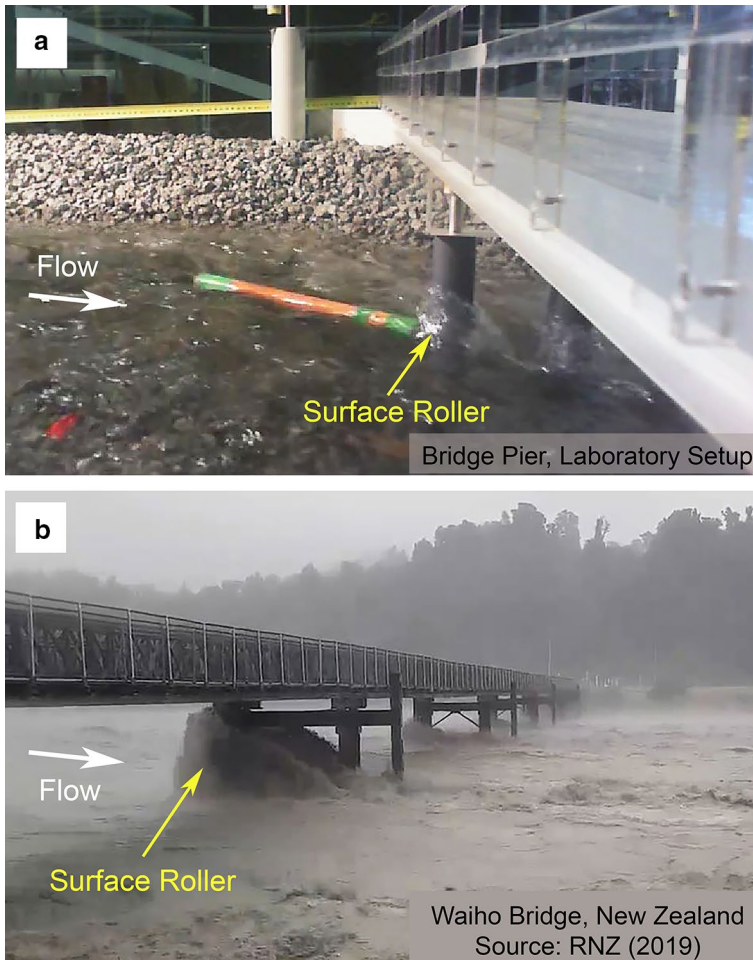 a
Flow
Surface Roller
Bridge Pier, Laboratory Setup
b
Flow
Surface Roller
Waiho Bridge, New Zealand
Source: RNZ (2019)